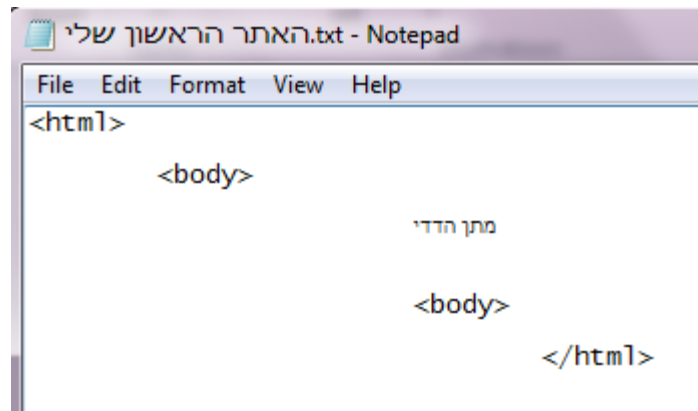 האתר הראשון שלי.txt - Notepad
File Edit Format View Help
<html>
<body>
מתן הדדי
<body>
</html>